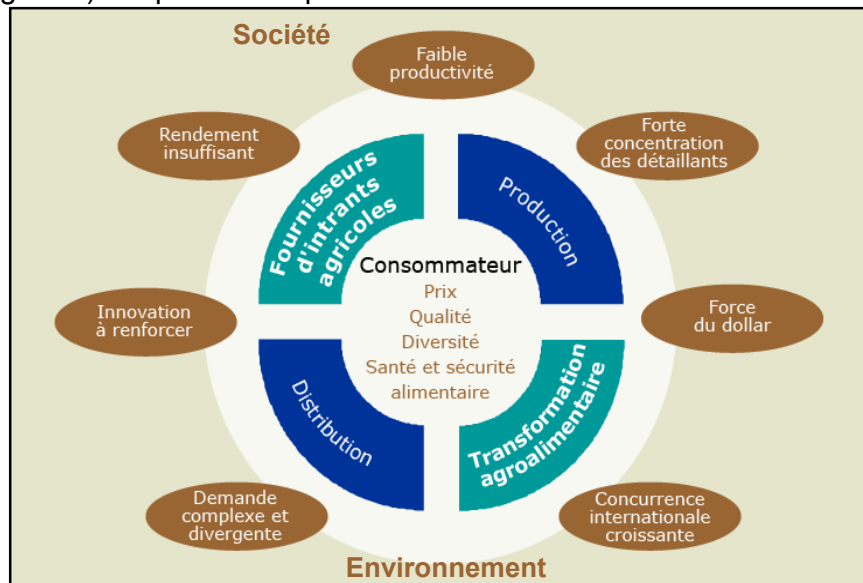 Société
Faible
productivité
Rendement
insuffisant
Forte
concentration
des détaillants
Fournisseurs
d'intrants
agricoles
Production
Consommateur
Prix
Qualité
Diversité
Santé et sécurité
alimentaire
Innovation
à renforcer
Force
du dollar
Distribution
Transformation
agroalimentaire
Demande
complexe et
divergente
Concurrence
internationale
croissante
Environnement